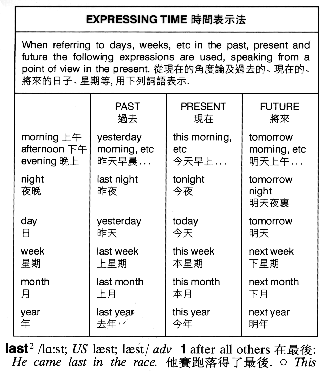 EXPRESSING TIME 時間表示法
When referring to days, weeks, etc in the past, present and
future the following expressions are used, speaking from a
point of view in the present. 從現在的角度論及過去的、現在的、
將來的日子、星期等, 用下列詞語表示.
PAST PRESENT FUTURE
過去 現在 將來
morning 上午 yesterday this morning, tomorrow
afternoon 下午 morning, etc etc morning, etc
evening 晚上 昨天早晨… 今天早上… 明天上午…
night last night tonight tomorrow
夜晚 昨夜 今夜 night
明天夜裏
day yesterday today tomorrow
日 昨天 今天 明天
week last week this week next week
星期 上星期 本星期 下星期
month last month this month next month
月 上月 本月 下月
year last year this year next year
年 去年 今年 明年
last² /lɑːst; US læst; læst/ adv 1 after all others 在最後:
He came last in the race. 他賽跑落得了最後. ○ This